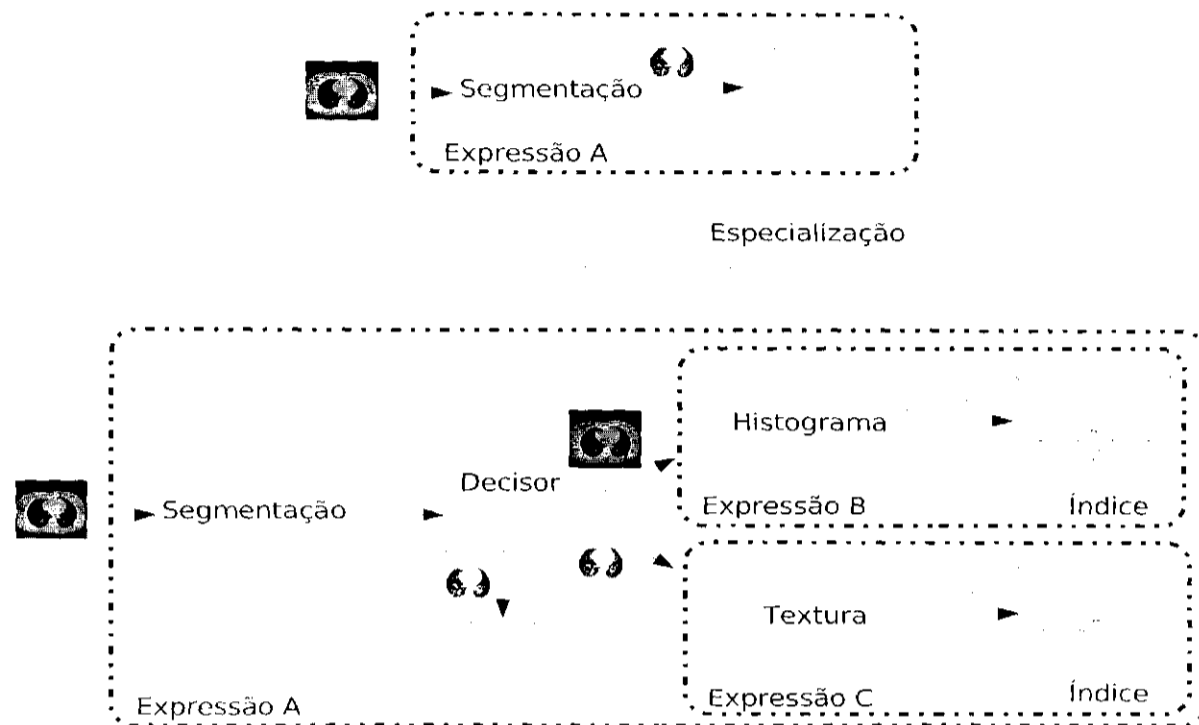 Segmentação
Expressão A
Especialização
Histograma
Decisor
Segmentação
Expressão B
Índice
Textura
Expressão C
Índice
Expressão A